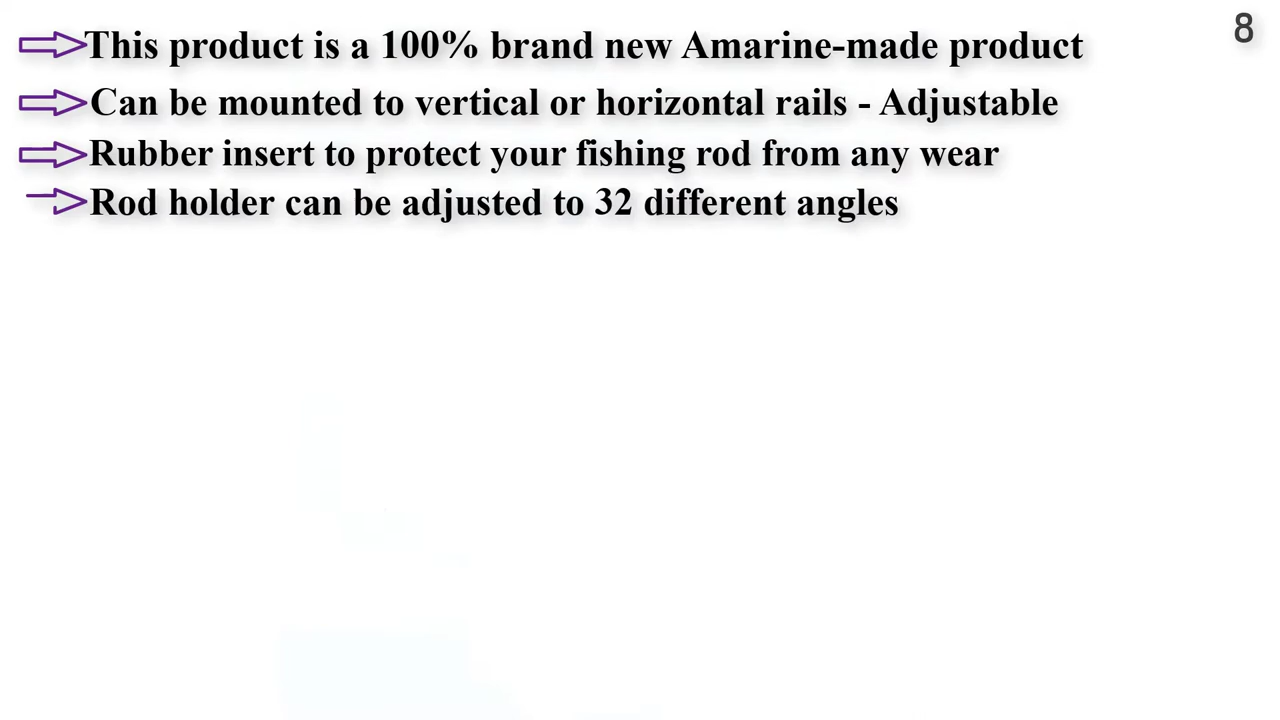 8
This product is a 100% brand new Amarine-made product
Can be mounted to vertical or horizontal rails - Adjustable
Rubber insert to protect your fishing rod from any wear
Rod holder can be adjusted to 32 different angles